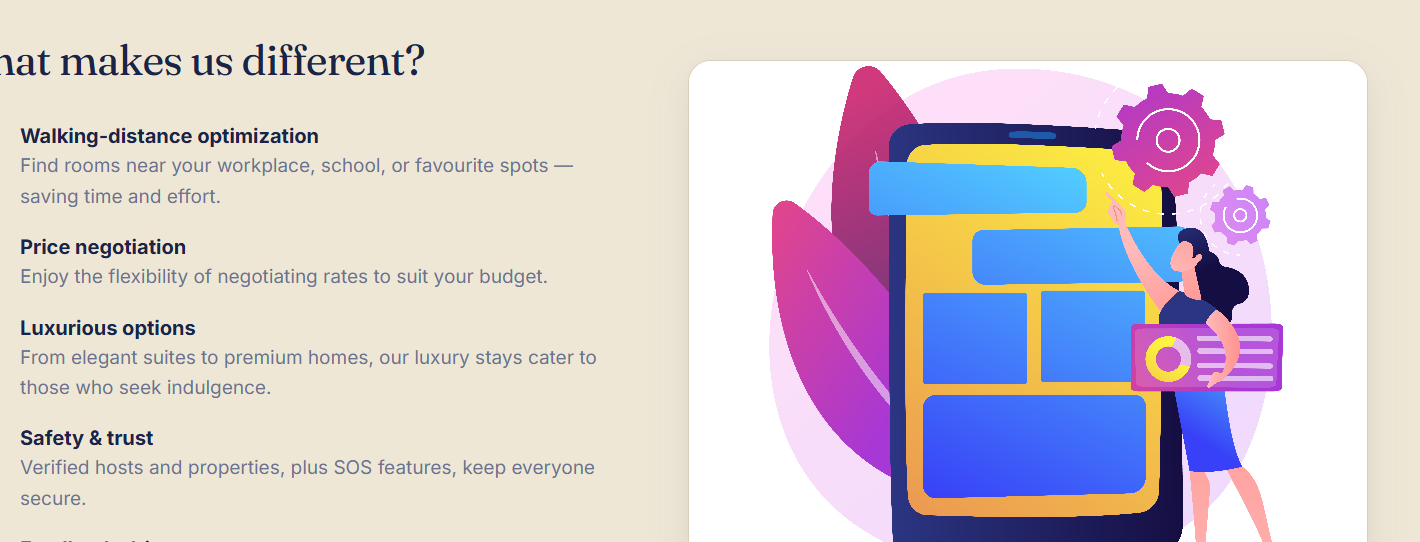 makes us different?
Walking-distance optimization
Find rooms near your workplace, school, or favourite spots —
saving time and effort.
Price negotiation
Enjoy the flexibility of negotiating rates to suit your budget.
Luxurious options
From elegant suites to premium homes, our luxury stays cater to
those who seek indulgence.
Safety & trust
Verified hosts and properties, plus SOS features, keep everyone
secure.